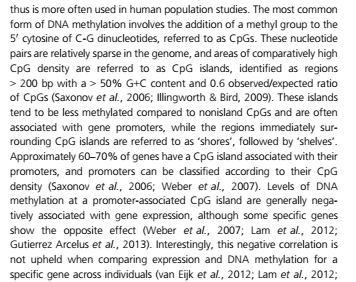 thus is more often used in human population studies. The most common
form of DNA methylation involves the addition of a methyl group to the
5′ cytosine of C-G dinucleotides, referred to as CpGs. These nucleotide
pairs are relatively sparse in the genome, and areas of comparatively high
CpG density are referred to as CpG islands, identified as regions
> 200 bp with a > 50% G+C content and 0.6 observed/expected ratio
of CpGs (Saxonov et al., 2006; Illingworth & Bird, 2009). These islands
tend to be less methylated compared to nonisland CpGs and are often
associated with gene promoters, while the regions immediately sur-
rounding CpG islands are referred to as ‘shores’, followed by ‘shelves’.
Approximately 60–70% of genes have a CpG island associated with their
promoters, and promoters can be classified according to their CpG
density (Saxonov et al., 2006; Weber et al., 2007). Levels of DNA
methylation at a promoter-associated CpG island are generally nega-
tively associated with gene expression, although some specific genes
show the opposite effect (Weber et al., 2007; Lam et al., 2012;
Gutierrez Arcelus et al., 2013). Interestingly, this negative correlation is
not upheld when comparing expression and DNA methylation for a
specific gene across individuals (van Eijk et al., 2012; Lam et al., 2012;